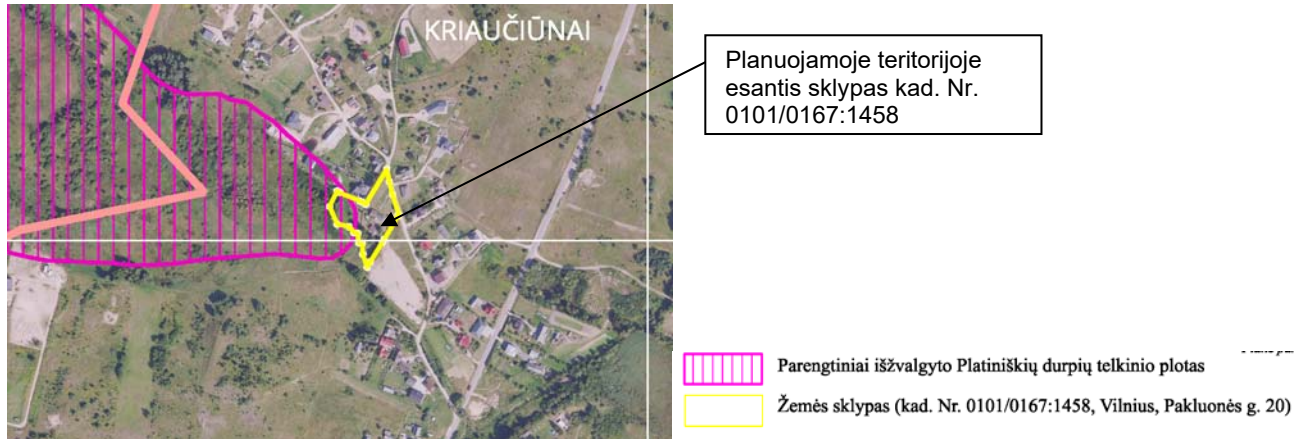 KRIAUČIŪNAI
Planuojamoje teritorijoje
esantis sklypas kad. Nr.
0101/0167:1458
Parengtiniai išžvalgyto Platiniškių durpių telkinio plotas
Žemės sklypas (kad. Nr. 0101/0167:1458, Vilnius, Pakluonės g. 20)